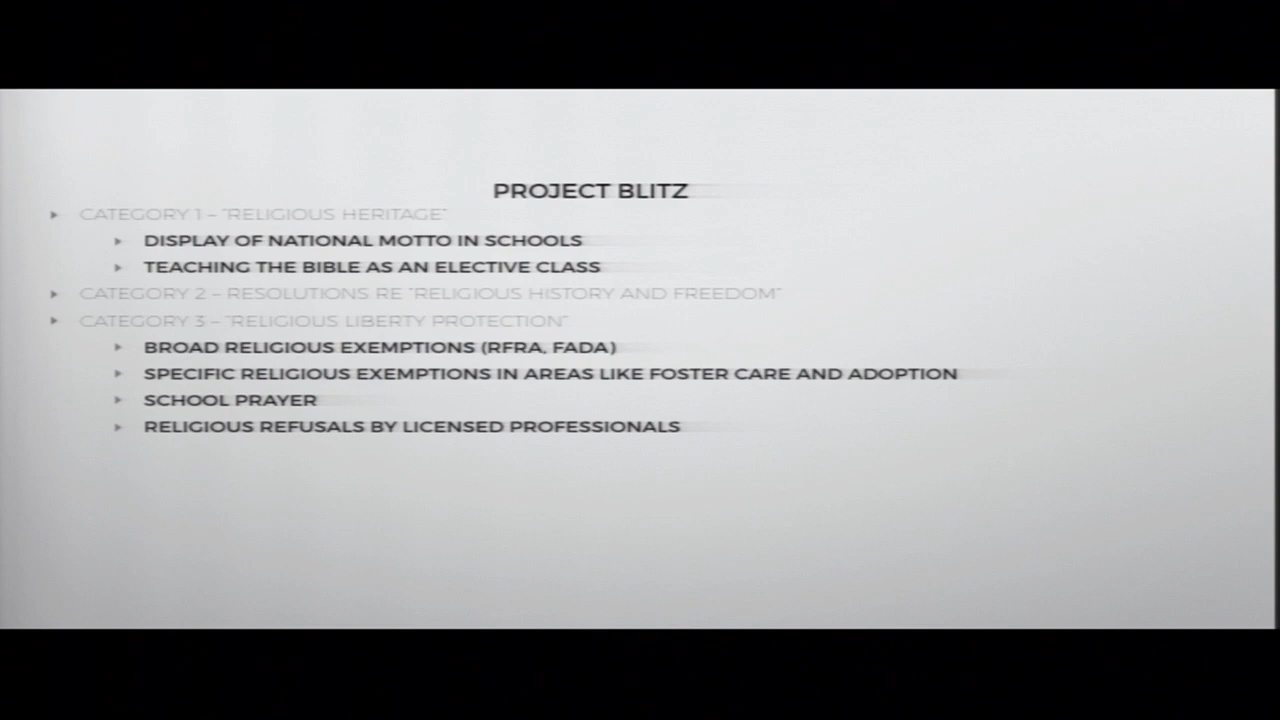 PROJECT BLITZ
CATEGORY 1 – "RELIGIOUS HERITAGE"
DISPLAY OF NATIONAL MOTTO IN SCHOOLS
TEACHING THE BIBLE AS AN ELECTIVE CLASS
CATEGORY 2 – RESOLUTIONS RE "RELIGIOUS HISTORY AND FREEDOM"
CATEGORY 3 – "RELIGIOUS LIBERTY PROTECTION"
BROAD RELIGIOUS EXEMPTIONS (RFRA, FADA)
SPECIFIC RELIGIOUS EXEMPTIONS IN AREAS LIKE FOSTER CARE AND ADOPTION
SCHOOL PRAYER
RELIGIOUS REFUSALS BY LICENSED PROFESSIONALS